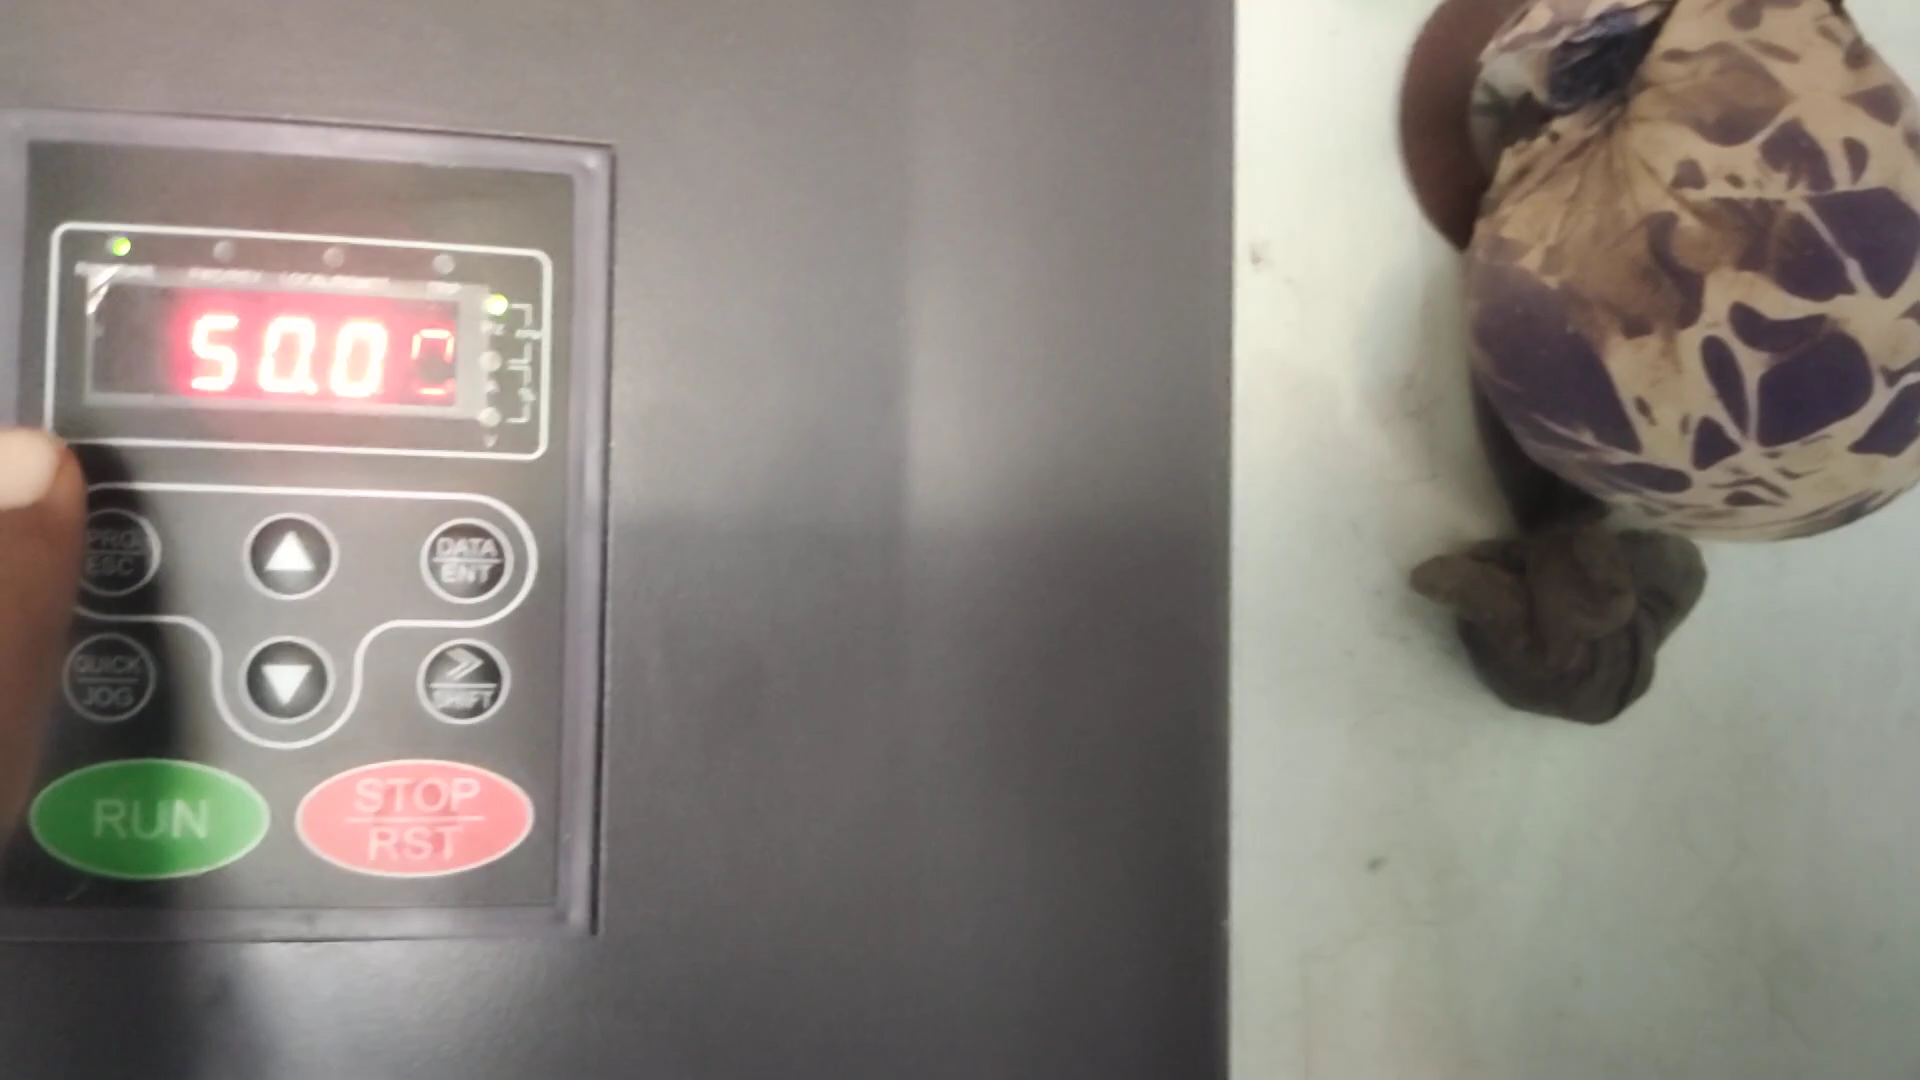 50.00
PRG DATA
ESC ENT
QUICK
JOG SHIFT
RUN STOP
RST